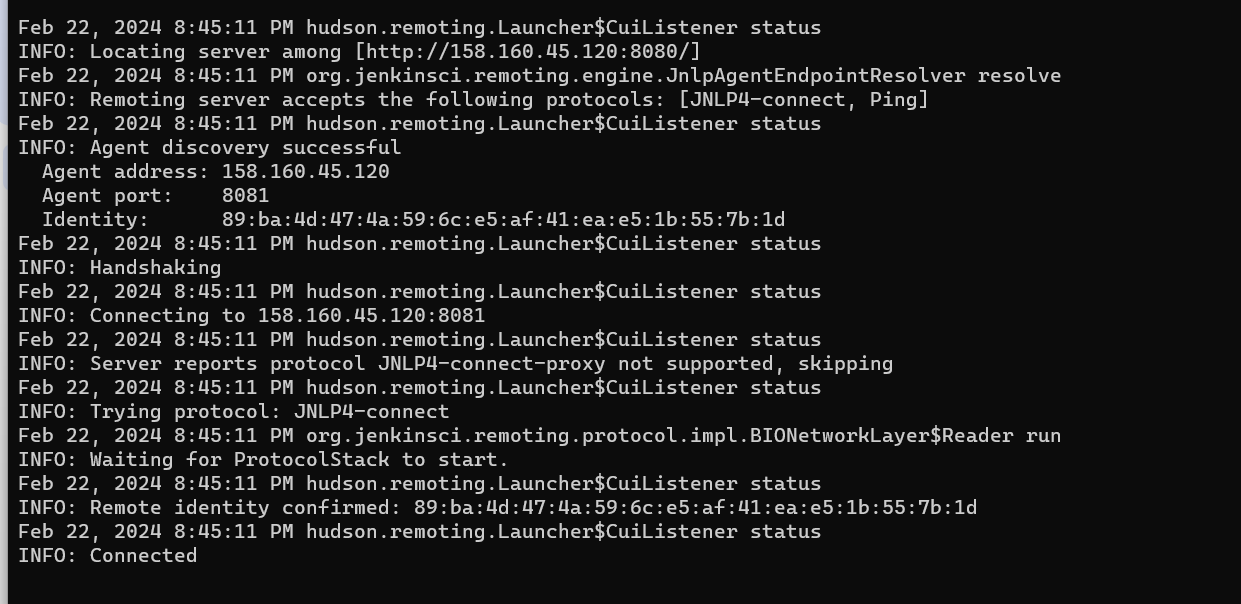 Feb 22, 2024 8:45:11 PM hudson.remoting.Launcher$CuiListener status
INFO: Locating server among [http://158.160.45.120:8080/]
Feb 22, 2024 8:45:11 PM org.jenkinsci.remoting.engine.JnlpAgentEndpointResolver resolve
INFO: Remoting server accepts the following protocols: [JNLP4-connect, Ping]
Feb 22, 2024 8:45:11 PM hudson.remoting.Launcher$CuiListener status
INFO: Agent discovery successful
  Agent address: 158.160.45.120
  Agent port:    8081
  Identity:      89:ba:4d:47:4a:59:6c:e5:af:41:ea:e5:1b:55:7b:1d
Feb 22, 2024 8:45:11 PM hudson.remoting.Launcher$CuiListener status
INFO: Handshaking
Feb 22, 2024 8:45:11 PM hudson.remoting.Launcher$CuiListener status
INFO: Connecting to 158.160.45.120:8081
Feb 22, 2024 8:45:11 PM hudson.remoting.Launcher$CuiListener status
INFO: Server reports protocol JNLP4-connect-proxy not supported, skipping
Feb 22, 2024 8:45:11 PM hudson.remoting.Launcher$CuiListener status
INFO: Trying protocol: JNLP4-connect
Feb 22, 2024 8:45:11 PM org.jenkinsci.remoting.protocol.impl.BIONetworkLayer$Reader run
INFO: Waiting for ProtocolStack to start.
Feb 22, 2024 8:45:11 PM hudson.remoting.Launcher$CuiListener status
INFO: Remote identity confirmed: 89:ba:4d:47:4a:59:6c:e5:af:41:ea:e5:1b:55:7b:1d
Feb 22, 2024 8:45:11 PM hudson.remoting.Launcher$CuiListener status
INFO: Connected